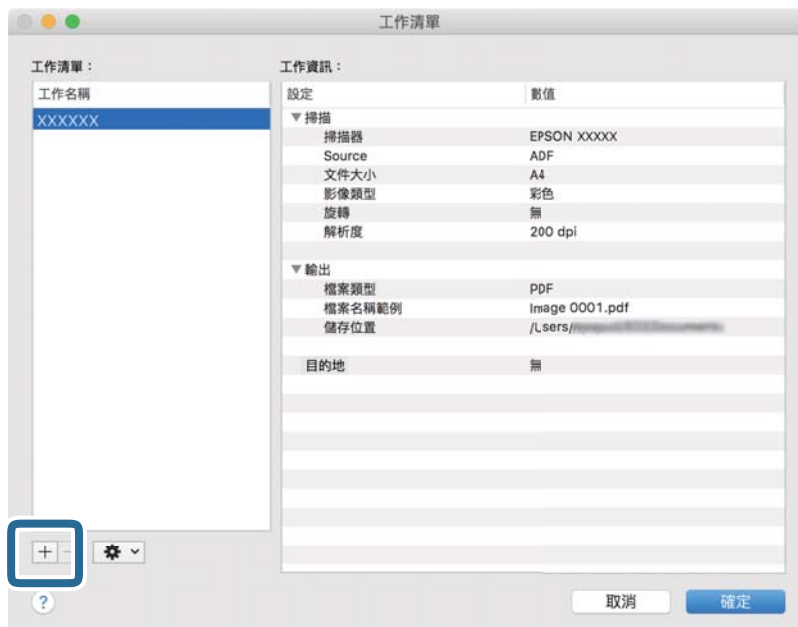 工作清單
工作清單：
工作資訊：
工作名稱
設定 數值
XXXXXX
▼掃描
掃描器 EPSON XXXXX
Source ADF
文件大小 A4
影像類型 彩色
旋轉 無
解析度 200 dpi
▼輸出
檔案類型 PDF
檔案名稱範例 Image 0001.pdf
儲存位置 /Users/
目的地 無
+ -
? 取消 確定